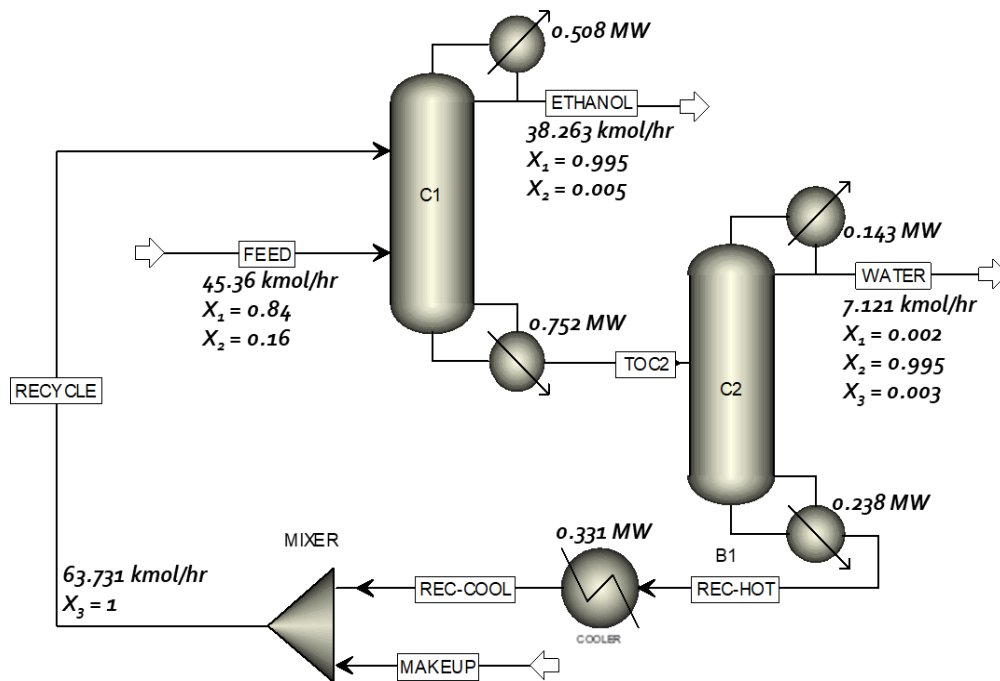 0.508 MW
ETHANOL
38.263 kmol/hr
X₁ = 0.995
X₂ = 0.005
C1
FEED
45.36 kmol/hr
X₁ = 0.84
X₂ = 0.16
0.752 MW
TOC2
0.143 MW
WATER
7.121 kmol/hr
X₁ = 0.002
X₂ = 0.995
X₃ = 0.003
C2
RECYCLE
0.238 MW
B1
0.331 MW
MIXER
63.731 kmol/hr
X₃ = 1
REC-COOL
REC-HOT
COOLER
MAKEUP